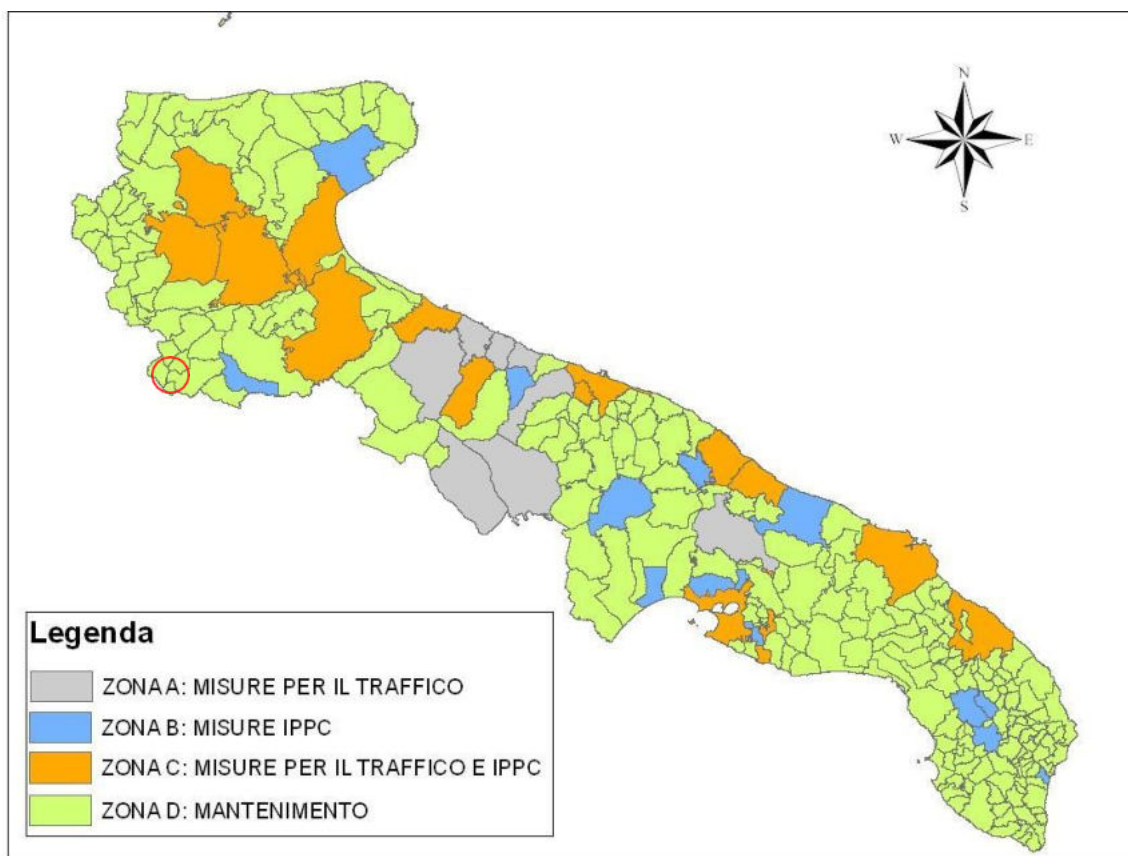 N
W
E
S
Legenda
ZONA A: MISURE PER IL TRAFFICO
ZONA B: MISURE IPPC
ZONA C: MISURE PER IL TRAFFICO E IPPC
ZONA D: MANTENIMENTO